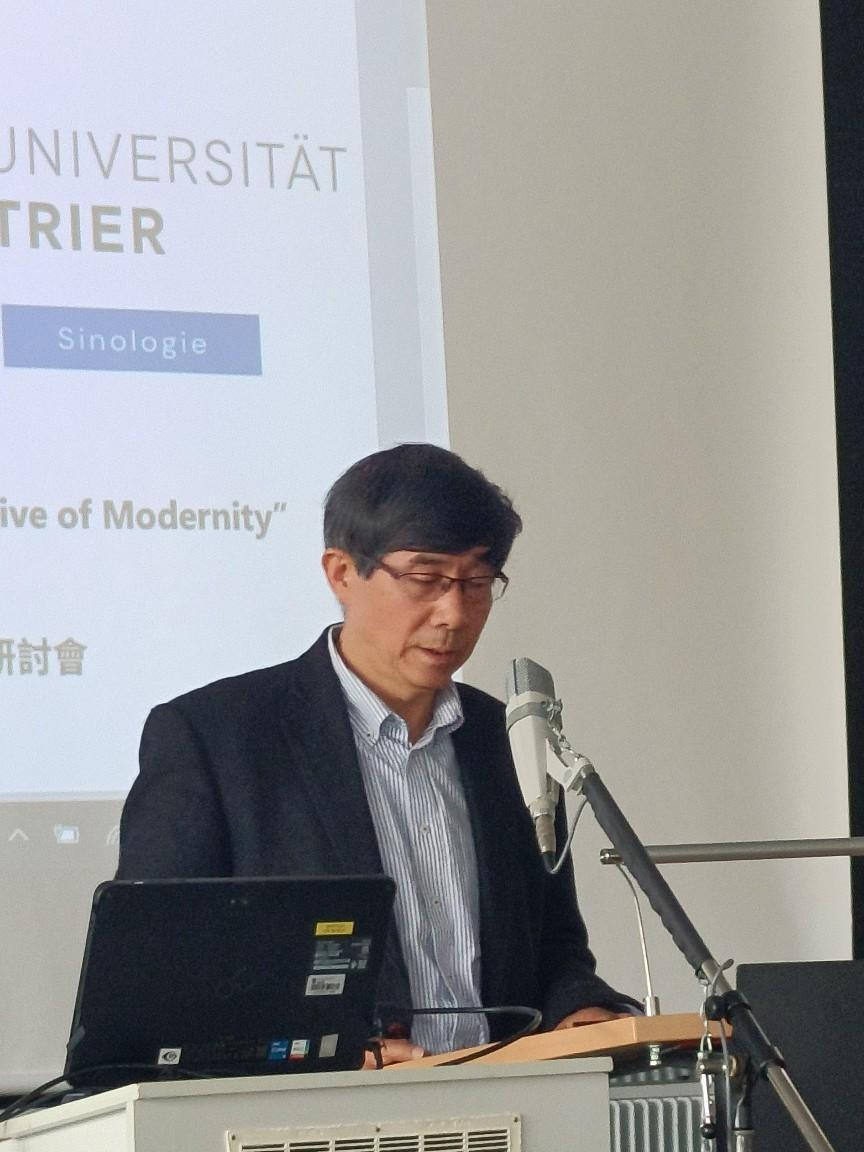 UNIVERSITÄT
TRIER
Sinologie
ive of Modernity”
研討會